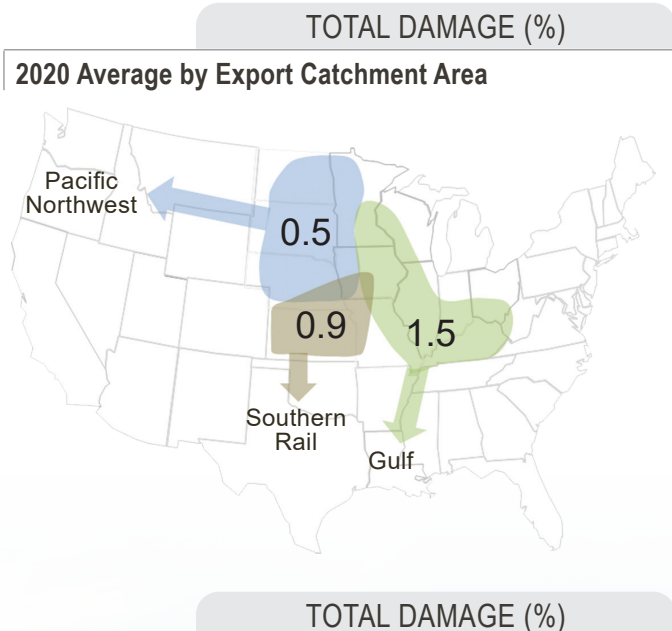 TOTAL DAMAGE (%)
2020 Average by Export Catchment Area
Pacific
Northwest
0.5
0.9
1.5
Southern
Rail
Gulf
TOTAL DAMAGE (%)